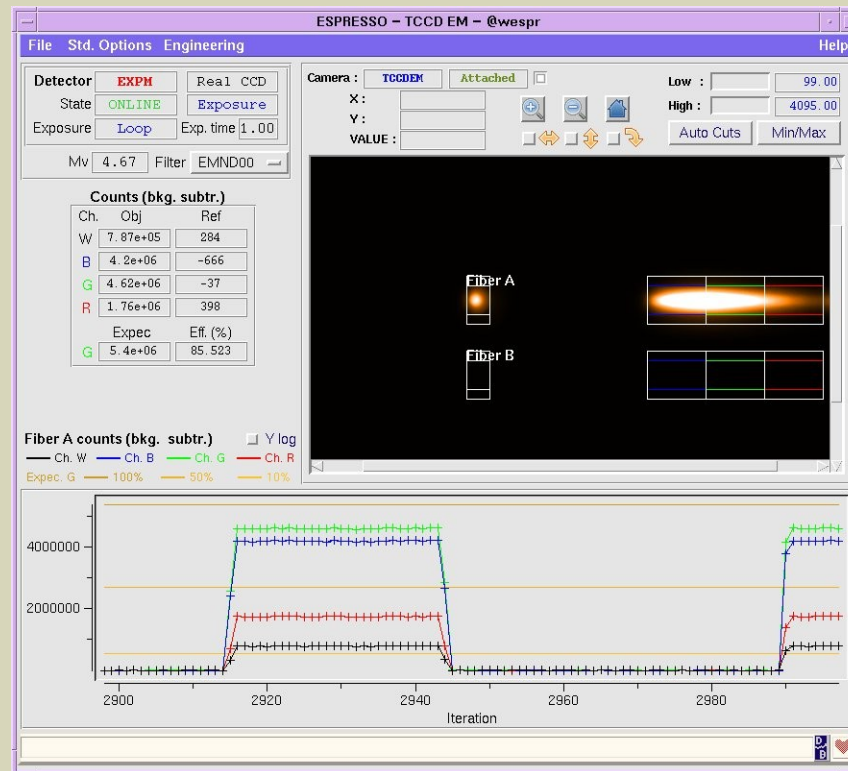 ESPRESSO – TCCD EM – @wespr
File Std. Options Engineering Help
Detector EXPM Real CCD
State ONLINE Exposure
Exposure Loop Exp. time 1.00
Mv 4.67 Filter EMND00
Camera : TCCDEM Attached
X :
Y :
VALUE :
Low : 99.00
High : 4095.00
Auto Cuts Min/Max
Counts (bkg. subtr.)
Ch. Obj Ref
W 7.87e+05 284
B 4.2e+06 -666
G 4.62e+06 -37
R 1.76e+06 398
Expec Eff. (%)
G 5.4e+06 85.523
Fiber A
Fiber B
Fiber A counts (bkg. subtr.) Y log
Ch. W Ch. B Ch. G Ch. R
Expec. G 100% 50% 10%
4000000
2000000
2900 2920 2940 2960 2980
Iteration
D
B